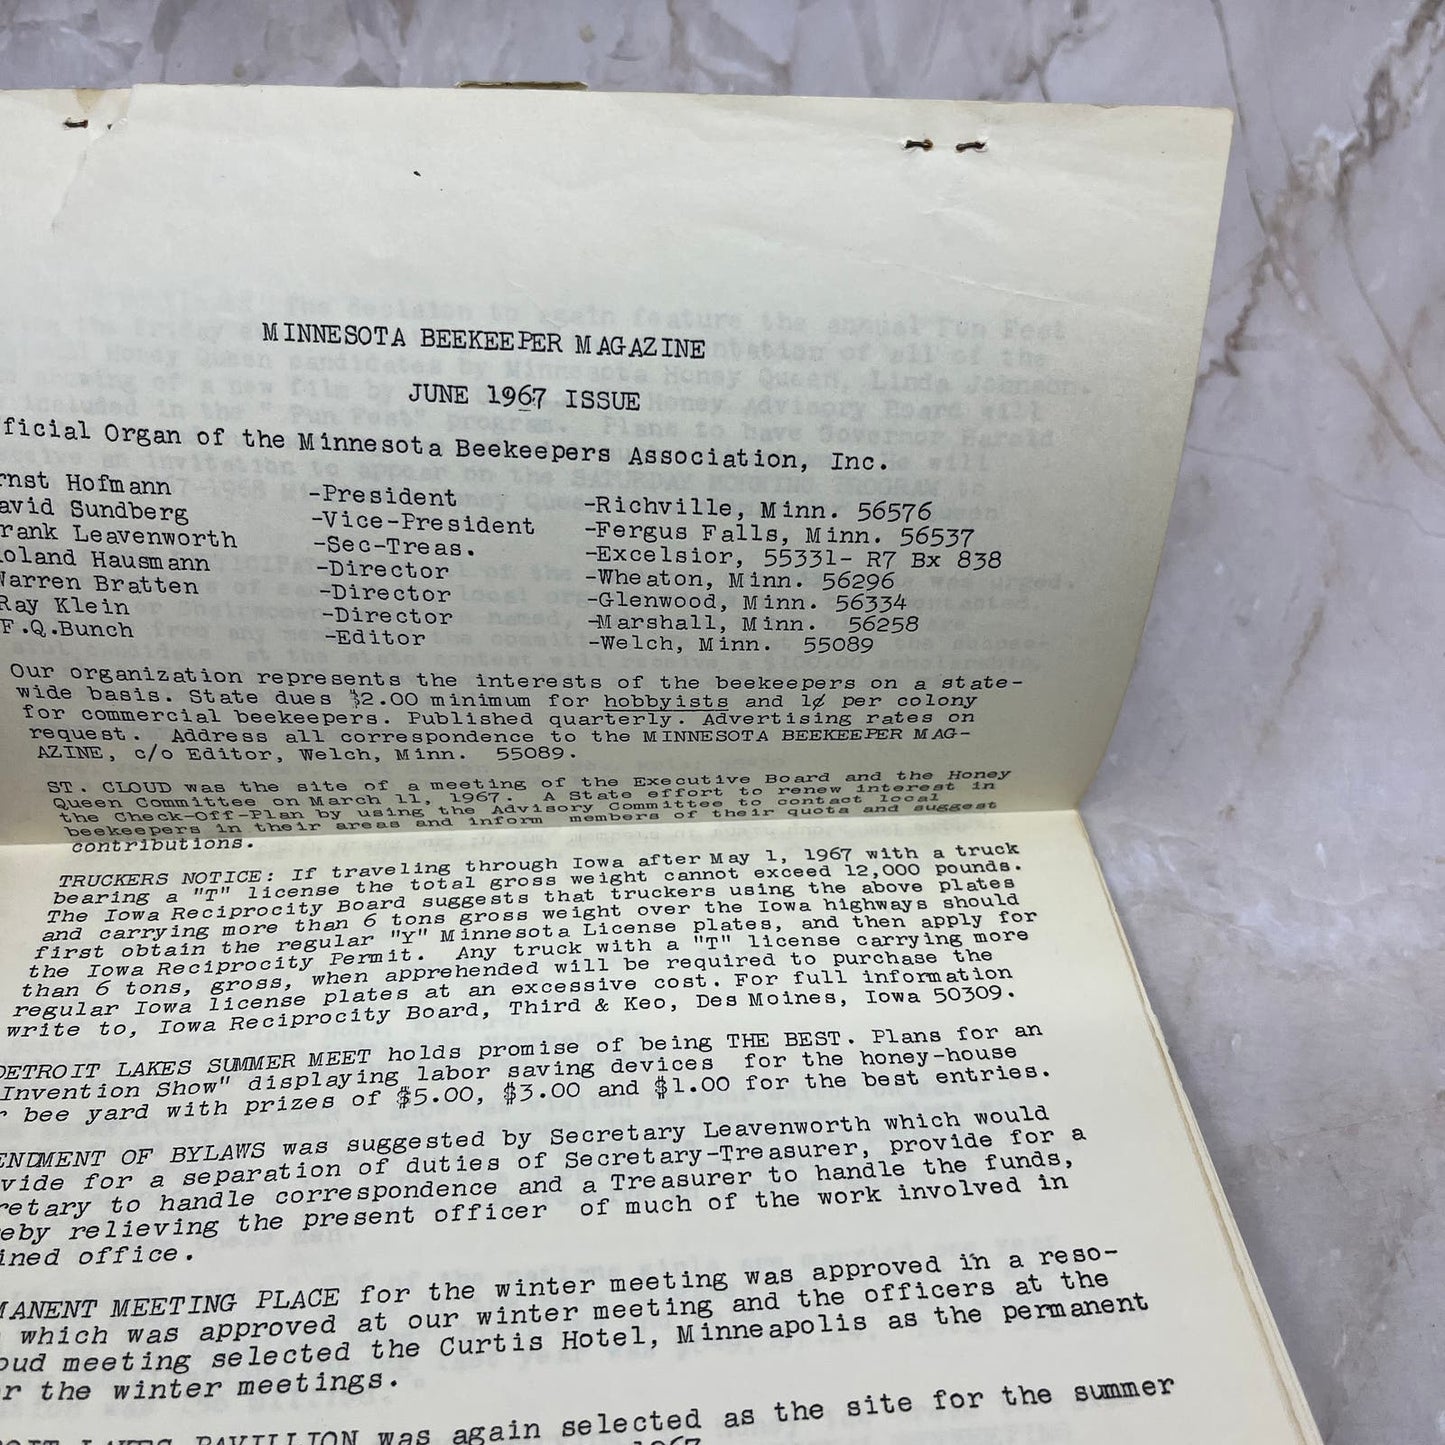 MINNESOTA BEEKEEPER MAGAZINE
JUNE 1967 ISSUE
ficial Organ of the Minnesota Beekeepers Association, Inc.
rnst Hofmann -President -Richville, Minn. 56576
avid Sundberg -Vice-President -Fergus Falls, Minn. 56537
rank Leavenworth -Sec-Treas. -Excelsior, 55331- R7 Bx 838
oland Hausmann -Director -Wheaton, Minn. 56296
Warren Bratten -Director -Glenwood, Minn. 56334
Ray Klein -Director -Marshall, Minn. 56258
F.Q.Bunch -Editor -Welch, Minn. 55089
Our organization represents the interests of the beekeepers on a state-
wide basis. State dues $2.00 minimum for hobbyists and 1¢ per colony
for commercial beekeepers. Published quarterly. Advertising rates on
request. Address all correspondence to the MINNESOTA BEEKEEPER MAG-
AZINE, c/o Editor, Welch, Minn. 55089.
ST. CLOUD was the site of a meeting of the Executive Board and the Honey
Queen Committee on March 11, 1967. A State effort to renew interest in
the Check-Off-Plan by using the Advisory Committee to contact local
beekeepers in their areas and inform members of their quota and suggest
contributions.
TRUCKERS NOTICE: If traveling through Iowa after May 1, 1967 with a truck
bearing a "T" license the total gross weight cannot exceed 12,000 pounds.
The Iowa Reciprocity Board suggests that truckers using the above plates
and carrying more than 6 tons gross weight over the Iowa highways should
first obtain the regular "Y" Minnesota License plates, and then apply for
the Iowa Reciprocity Permit. Any truck with a "T" license carrying more
than 6 tons, gross, when apprehended will be required to purchase the
regular Iowa license plates at an excessive cost. For full information
write to, Iowa Reciprocity Board, Third & Keo, Des Moines, Iowa 50309.
DETROIT LAKES SUMMER MEET holds promise of being THE BEST. Plans for an
Invention Show" displaying labor saving devices for the honey-house
r bee yard with prizes of $5.00, $3.00 and $1.00 for the best entries.
ENDMENT OF BYLAWS was suggested by Secretary Leavenworth which would
vide for a separation of duties of Secretary-Treasurer, provide for a
retary to handle correspondence and a Treasurer to handle the funds,
eby relieving the present officer of much of the work involved in
ined office.
MANENT MEETING PLACE for the winter meeting was approved in a reso-
which was approved at our winter meeting and the officers at the
oud meeting selected the Curtis Hotel, Minneapolis as the permanent
r the winter meetings.
OIT LAKES PAVILLION was again selected as the site for the summer
1967